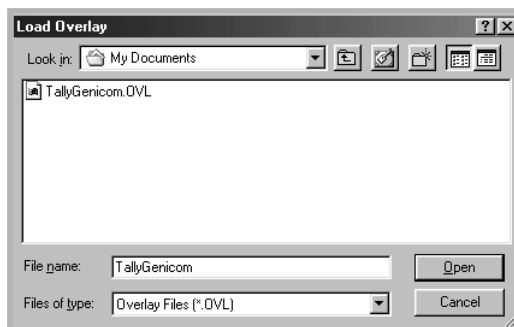 Load Overlay
Look in: My Documents
TallyGenicom.OVL
File name: TallyGenicom Open
Files of type: Overlay Files (*.OVL) Cancel